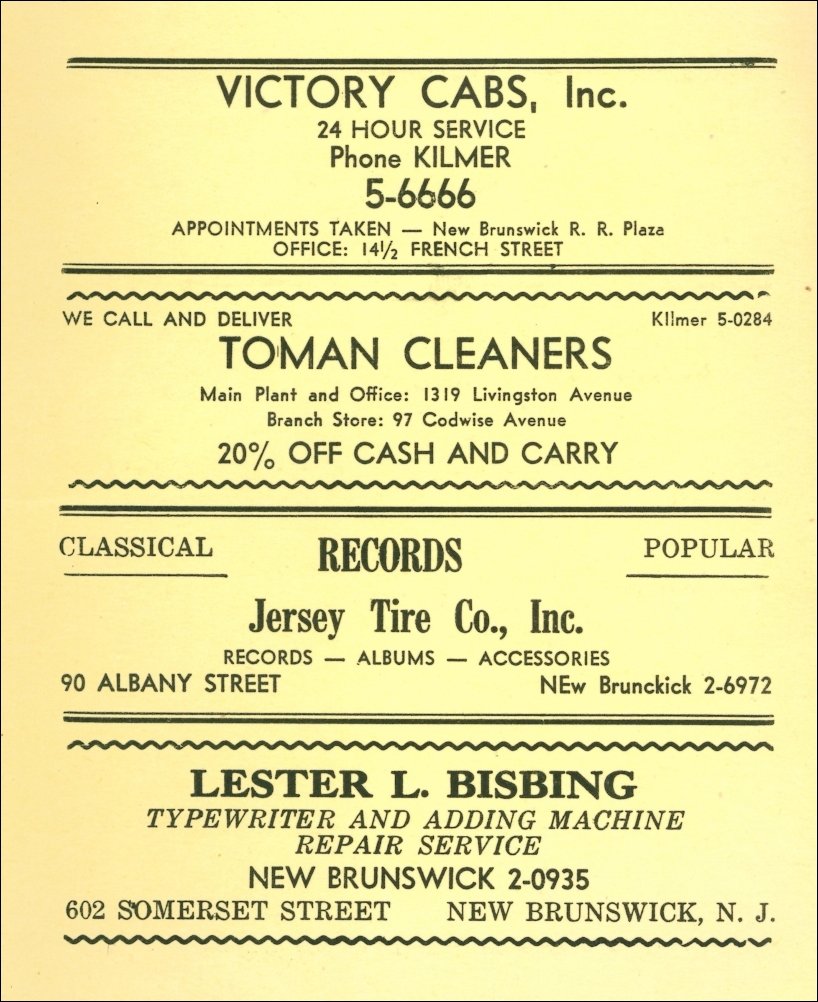 VICTORY CABS, Inc.
24 HOUR SERVICE
Phone KILMER
5-6666
APPOINTMENTS TAKEN — New Brunswick R. R. Plaza
OFFICE: 14½ FRENCH STREET
WE CALL AND DELIVER KIlmer 5-0284
TOMAN CLEANERS
Main Plant and Office: 1319 Livingston Avenue
Branch Store: 97 Codwise Avenue
20% OFF CASH AND CARRY
CLASSICAL RECORDS POPULAR
Jersey Tire Co., Inc.
RECORDS — ALBUMS — ACCESSORIES
90 ALBANY STREET NEw Brunckick 2-6972
LESTER L. BISBING
TYPEWRITER AND ADDING MACHINE
REPAIR SERVICE
NEW BRUNSWICK 2-0935
602 SOMERSET STREET NEW BRUNSWICK, N. J.